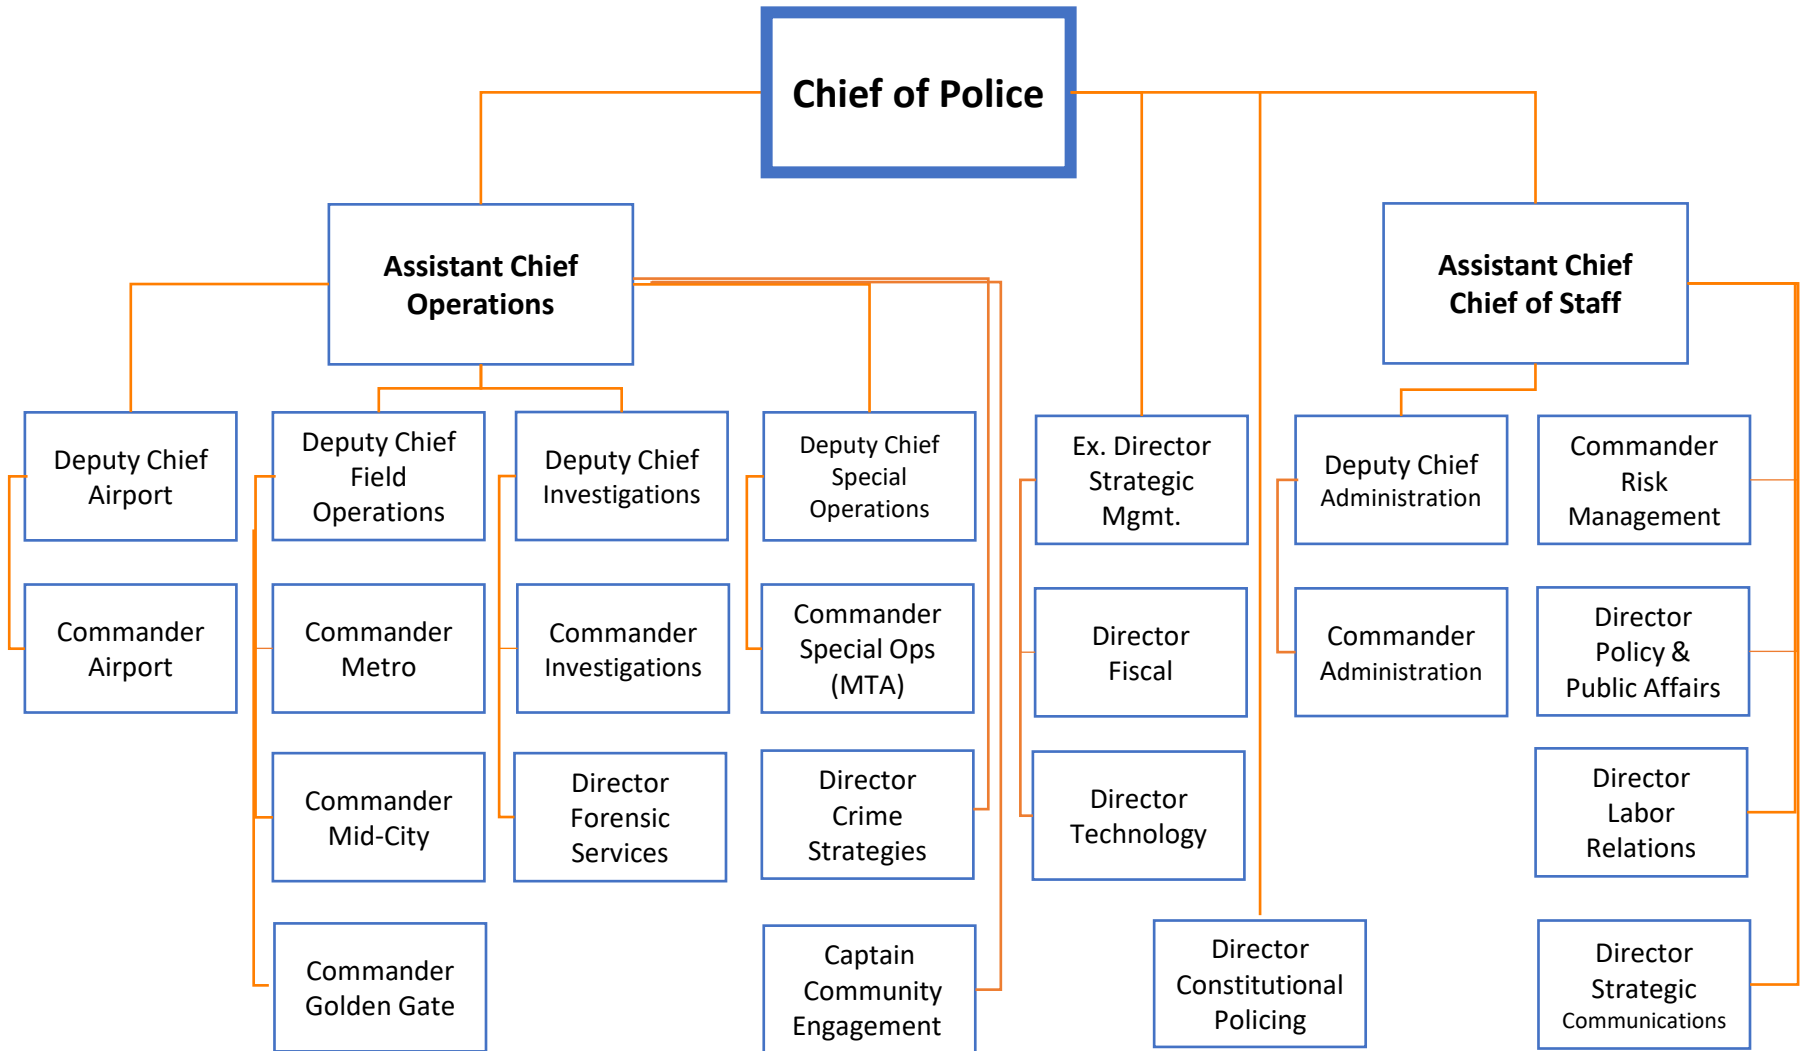 Chief of Police
Assistant Chief
Operations
Assistant Chief
Chief of Staff
Deputy Chief
Airport
Deputy Chief
Field
Operations
Deputy Chief
Investigations
Deputy Chief
Special
Operations
Ex. Director
Strategic
Mgmt.
Deputy Chief
Administration
Commander
Risk
Management
Commander
Airport
Commander
Metro
Commander
Investigations
Commander
Special Ops
(MTA)
Director
Fiscal
Commander
Administration
Director
Policy &
Public Affairs
Commander
Mid-City
Director
Forensic
Services
Director
Crime
Strategies
Director
Technology
Director
Labor
Relations
Commander
Golden Gate
Captain
Community
Engagement
Director
Constitutional
Policing
Director
Strategic
Communications